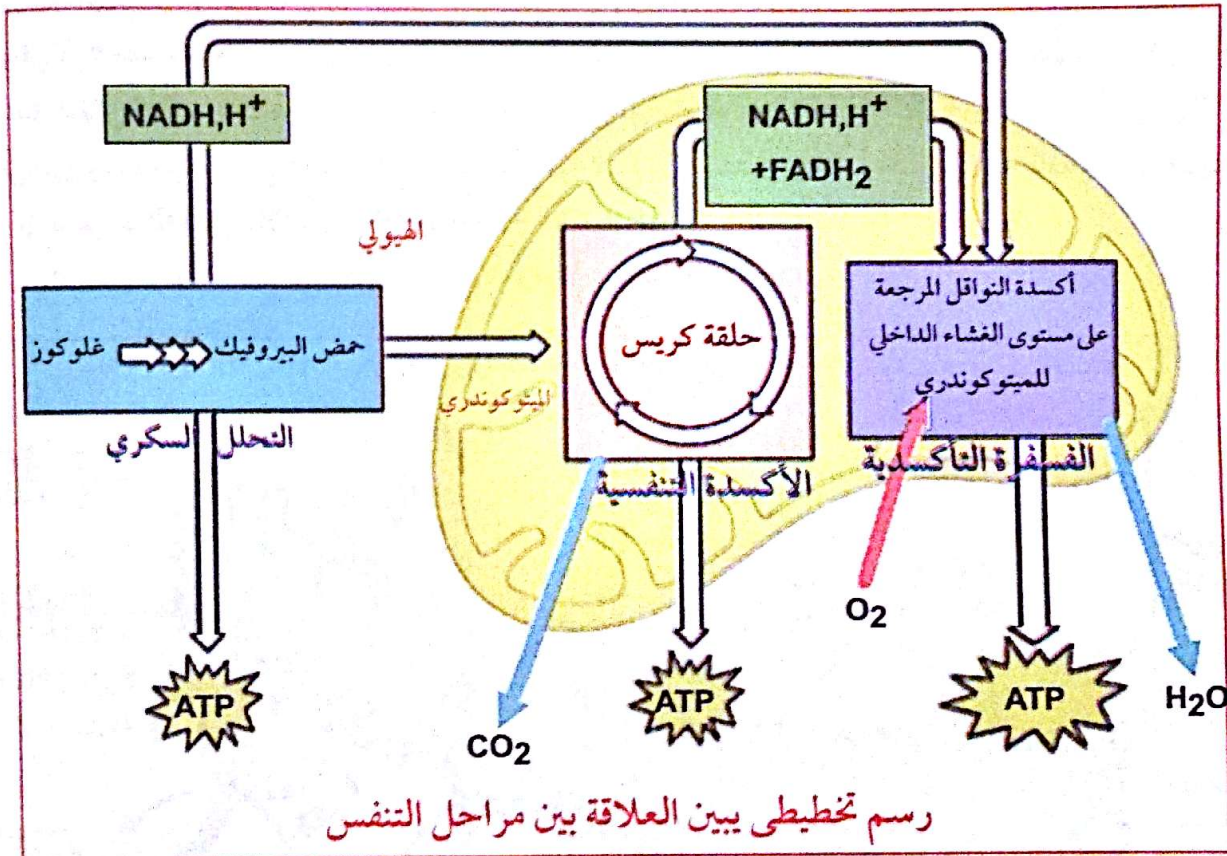 NADH,H+
NADH,H+
+FADH2
الهيولي
غلوكوز
حمض البيروفيك
التحلل السكري
الميتوكوندري
حلقة كريس
الأكسدة التنفسية
أكسدة النواقل المرجعة
على مستوى الغشاء الداخلي
للميتوكوندري
الفسفرة التأكسدية
O2
ATP
CO2
ATP
ATP
H2O
رسم تخطيطى يبين العلاقة بين مراحل التنفس